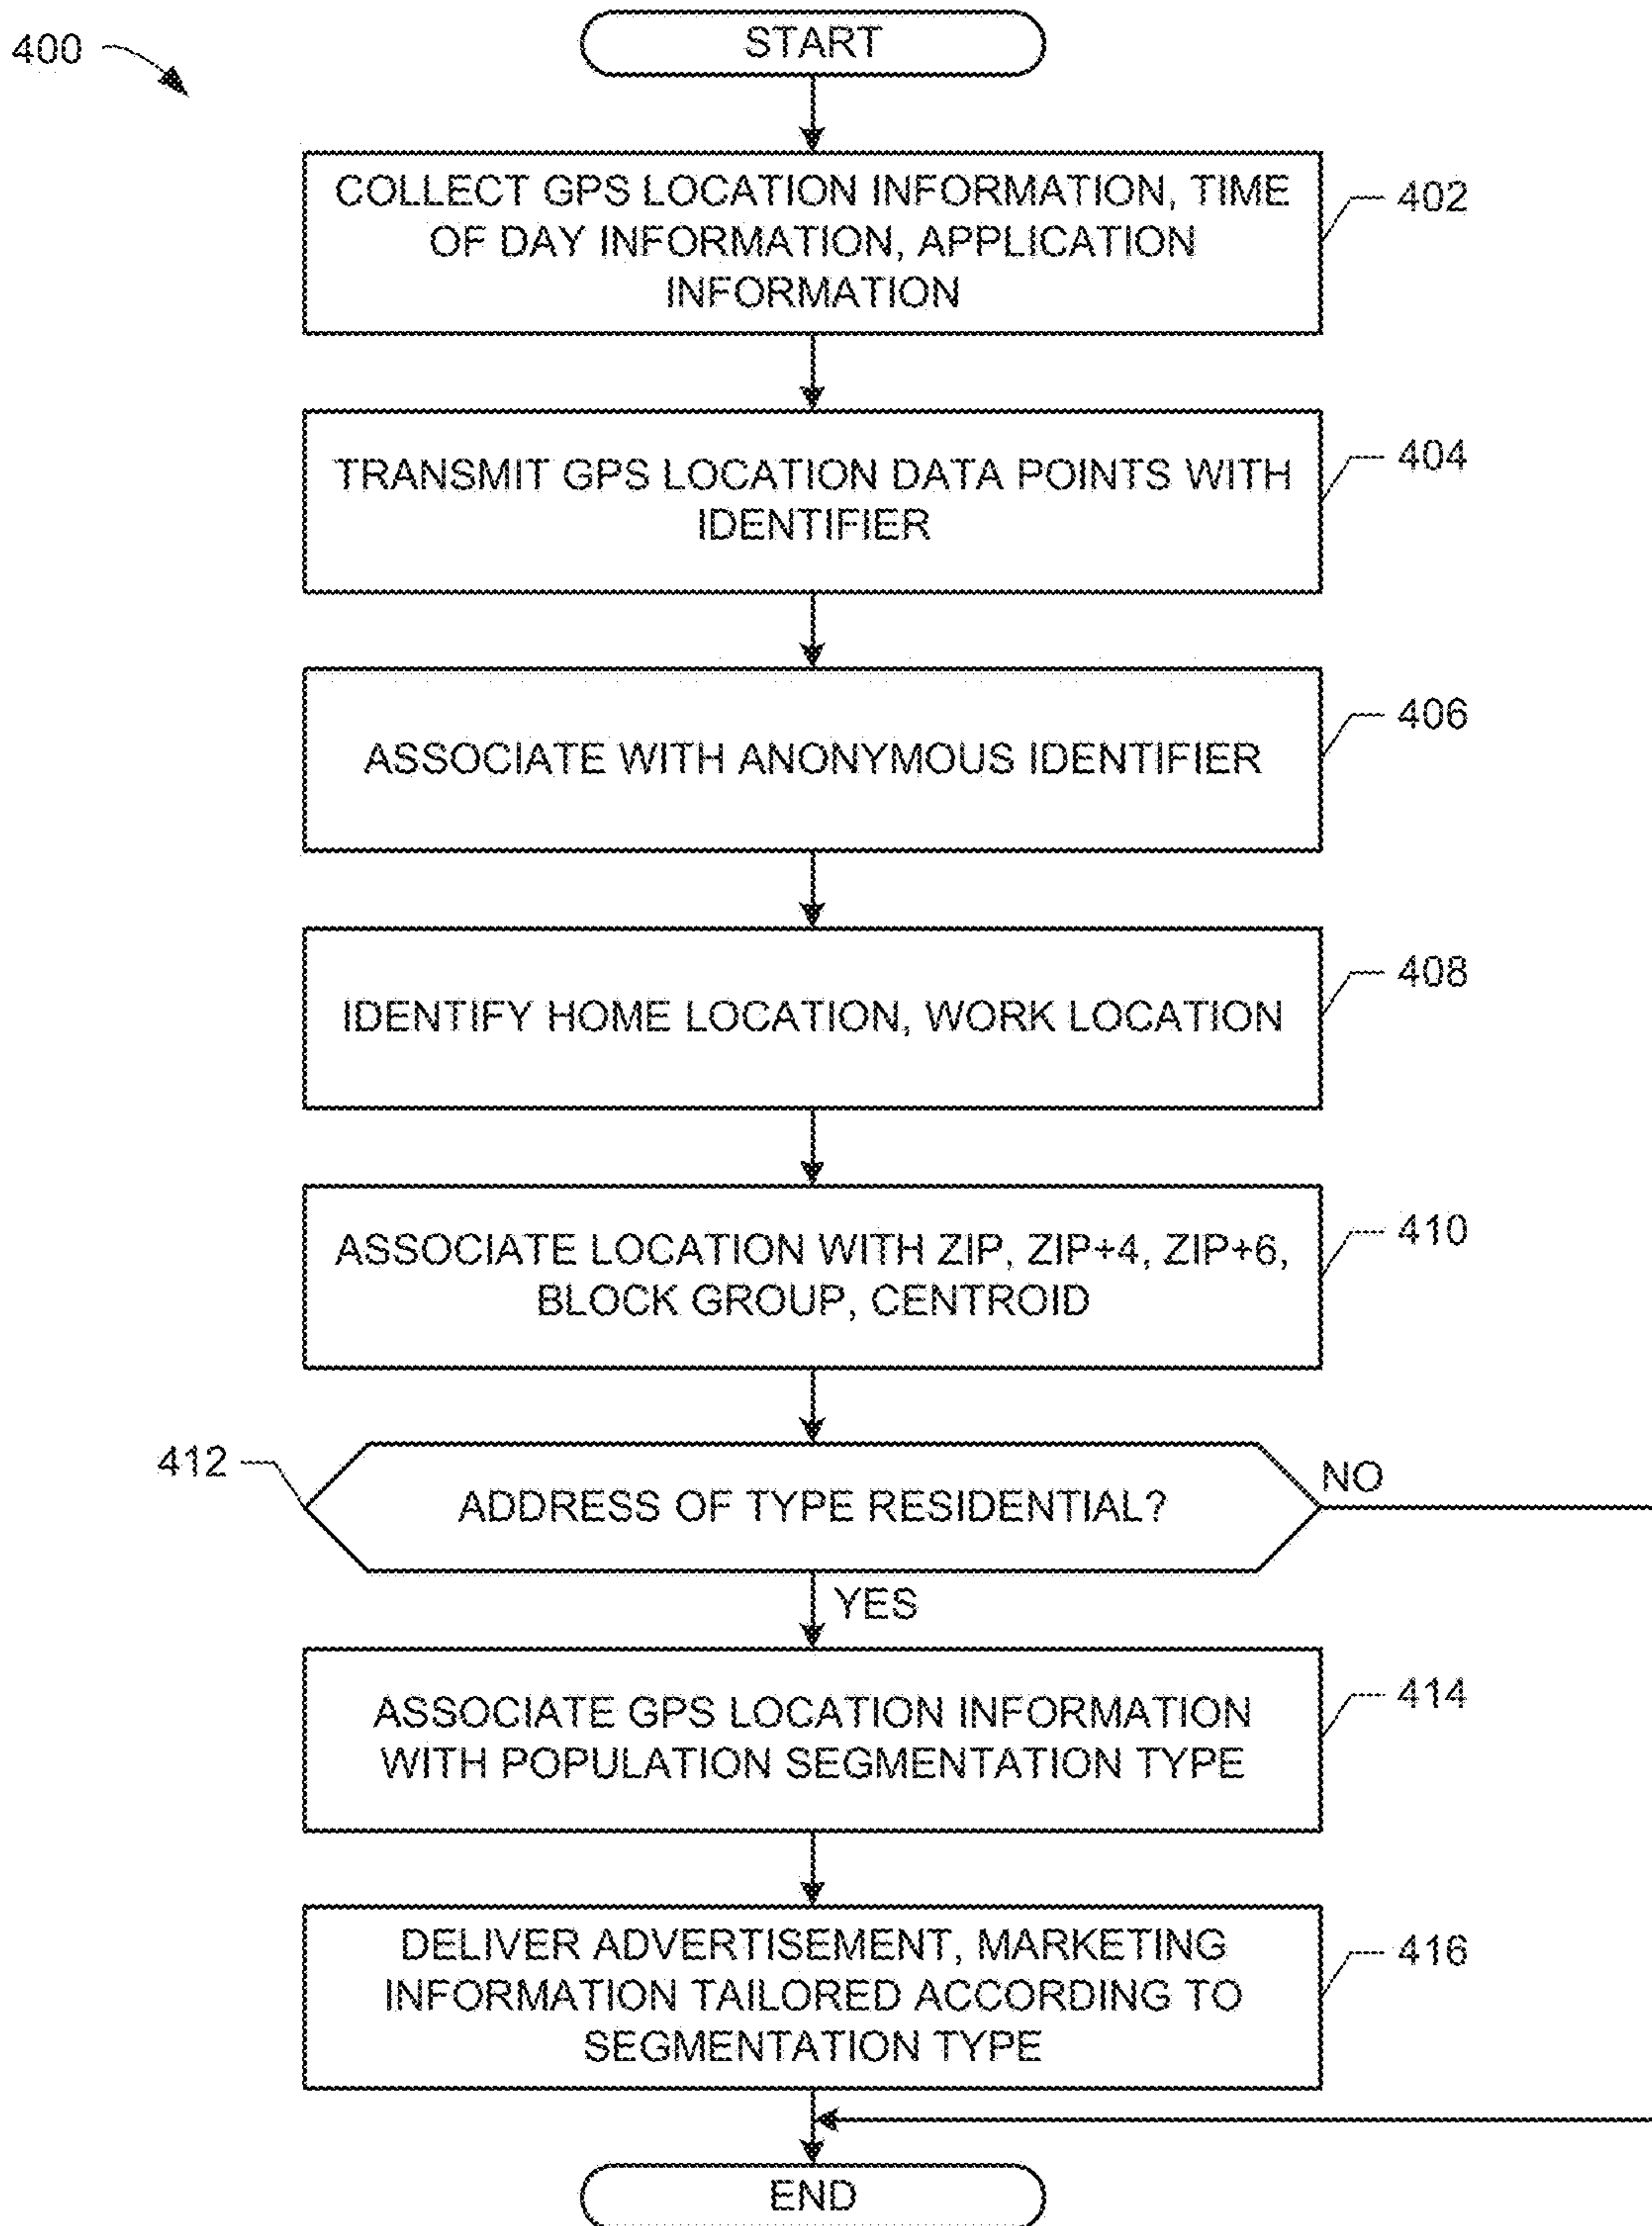 400
START
COLLECT GPS LOCATION INFORMATION, TIME
OF DAY INFORMATION, APPLICATION
INFORMATION
402
TRANSMIT GPS LOCATION DATA POINTS WITH
IDENTIFIER
404
ASSOCIATE WITH ANONYMOUS IDENTIFIER
406
IDENTIFY HOME LOCATION, WORK LOCATION
408
ASSOCIATE LOCATION WITH ZIP, ZIP+4, ZIP+6,
BLOCK GROUP, CENTROID
410
412
ADDRESS OF TYPE RESIDENTIAL?
NO
YES
ASSOCIATE GPS LOCATION INFORMATION
WITH POPULATION SEGMENTATION TYPE
414
DELIVER ADVERTISEMENT, MARKETING
INFORMATION TAILORED ACCORDING TO
SEGMENTATION TYPE
416
END